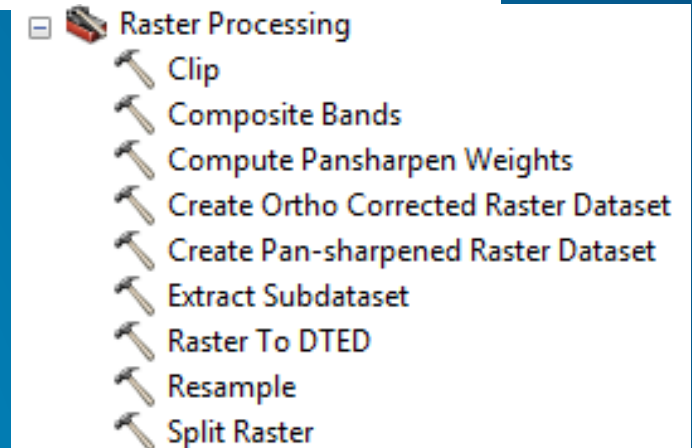 Raster Processing
Clip
Composite Bands
Compute Pansharpen Weights
Create Ortho Corrected Raster Dataset
Create Pan-sharpened Raster Dataset
Extract Subdataset
Raster To DTED
Resample
Split Raster